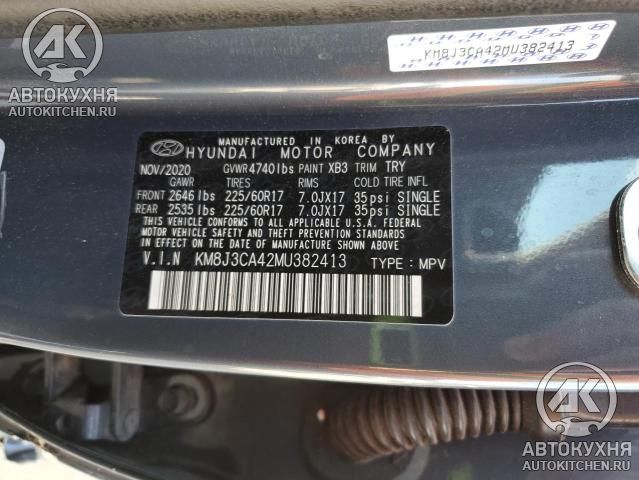 АВТОКУХНЯ
AUTOKITCHEN.RU
KM8J3CA42MU382413
MANUFACTURED IN KOREA BY
HYUNDAI MOTOR COMPANY
NOV/2020 GVWR 4740lbs PAINT XB3 TRIM TRY
GAWR TIRES RIMS COLD TIRE INFL
FRONT 2646 lbs 225/60R17 7.0JX17 35psi SINGLE
REAR 2535 lbs 225/60R17 7.0JX17 35psi SINGLE
THIS VEHICLE CONFORMS TO ALL APPLICABLE U.S.A. FEDERAL
MOTOR VEHICLE SAFETY, BUMPER AND THEFT PREVENTION STANDARDS
IN EFFECT ON THE DATE OF MANUFACTURE SHOWN ABOVE.
V.I.N KM8J3CA42MU382413 TYPE : MPV
АВТОКУХНЯ
AUTOKITCHEN.RU